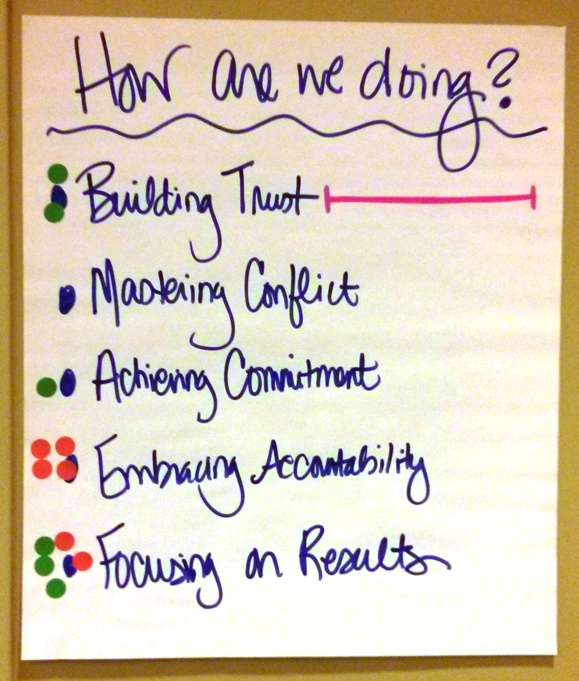 How are we doing?
Building Trust
Mastering Conflict
Achieving Commitment
Embracing Accountability
Focusing on Results